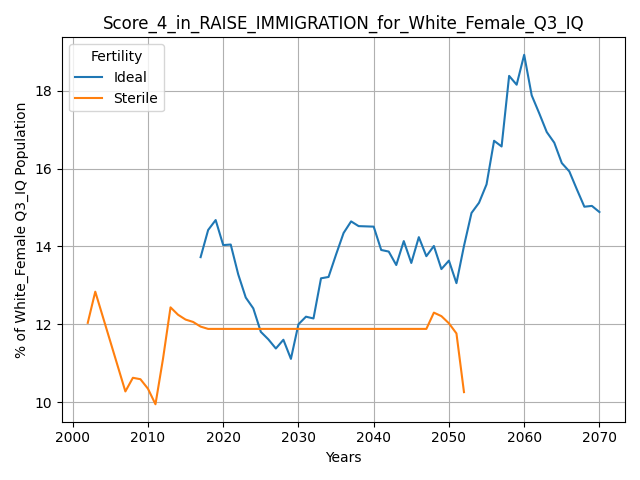 Score_4_in_RAISE_IMMIGRATION_for_White_Female_Q3_IQ
Fertility
Ideal
Sterile
% of White_Female Q3_IQ Population
18
16
14
12
10
2000 2010 2020 2030 2040 2050 2060 2070
Years